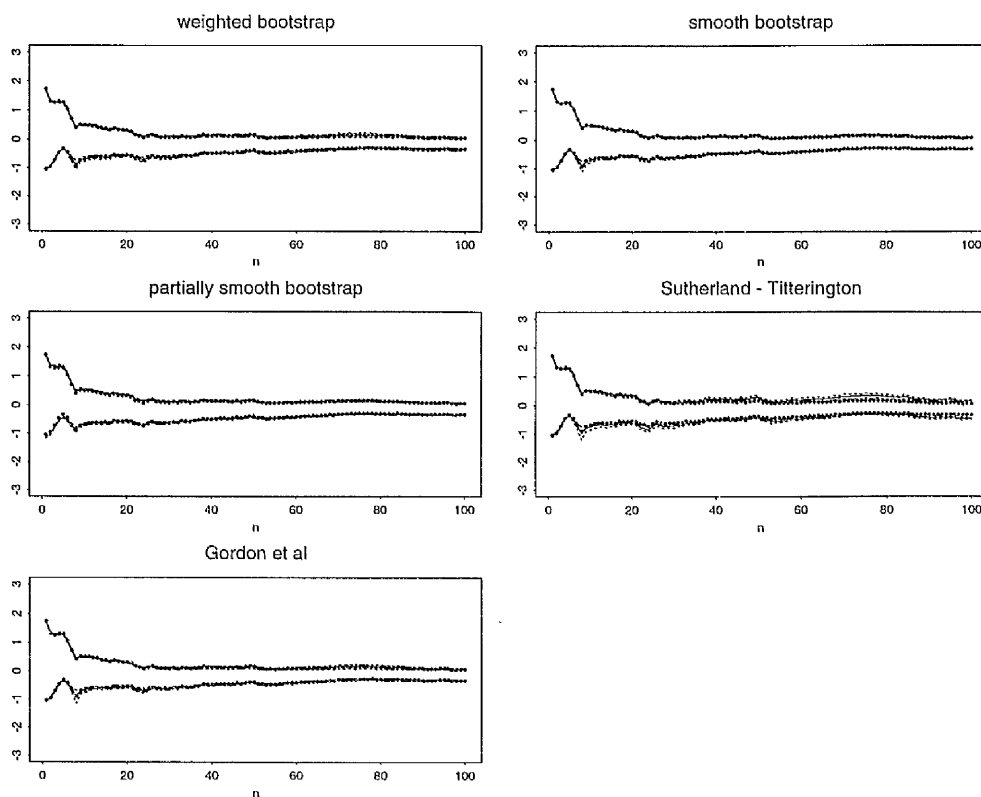 weighted bootstrap
3
2
1
0
-1
-2
-3
0 20 40 60 80 100
n
smooth bootstrap
3
2
1
0
-1
-2
-3
0 20 40 60 80 100
n
partially smooth bootstrap
3
2
1
0
-1
-2
-3
0 20 40 60 80 100
n
Sutherland - Titterington
3
2
1
0
-1
-2
-3
0 20 40 60 80 100
n
Gordon et al
3
2
1
0
-1
-2
-3
0 20 40 60 80 100
n